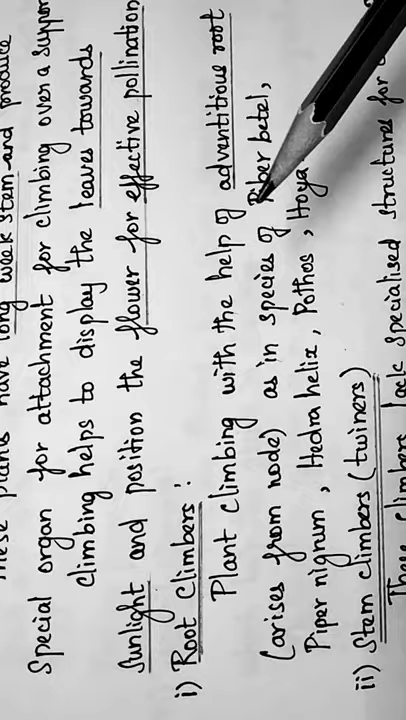 These plants have long week stem and produce
Special organ for attachment for climbing over a suppor
climbing helps to display the leaves towards
sunlight and position the flower for effective pollination
i) Root climbers :
Plant climbing with the help of adventitious root
(arises from node) as in species of Piber betel,
Piper nigrum, Hedra helix, Pothos, Hoya
ii) Stem climbers (twiners)
These climbers lack specialised structures for